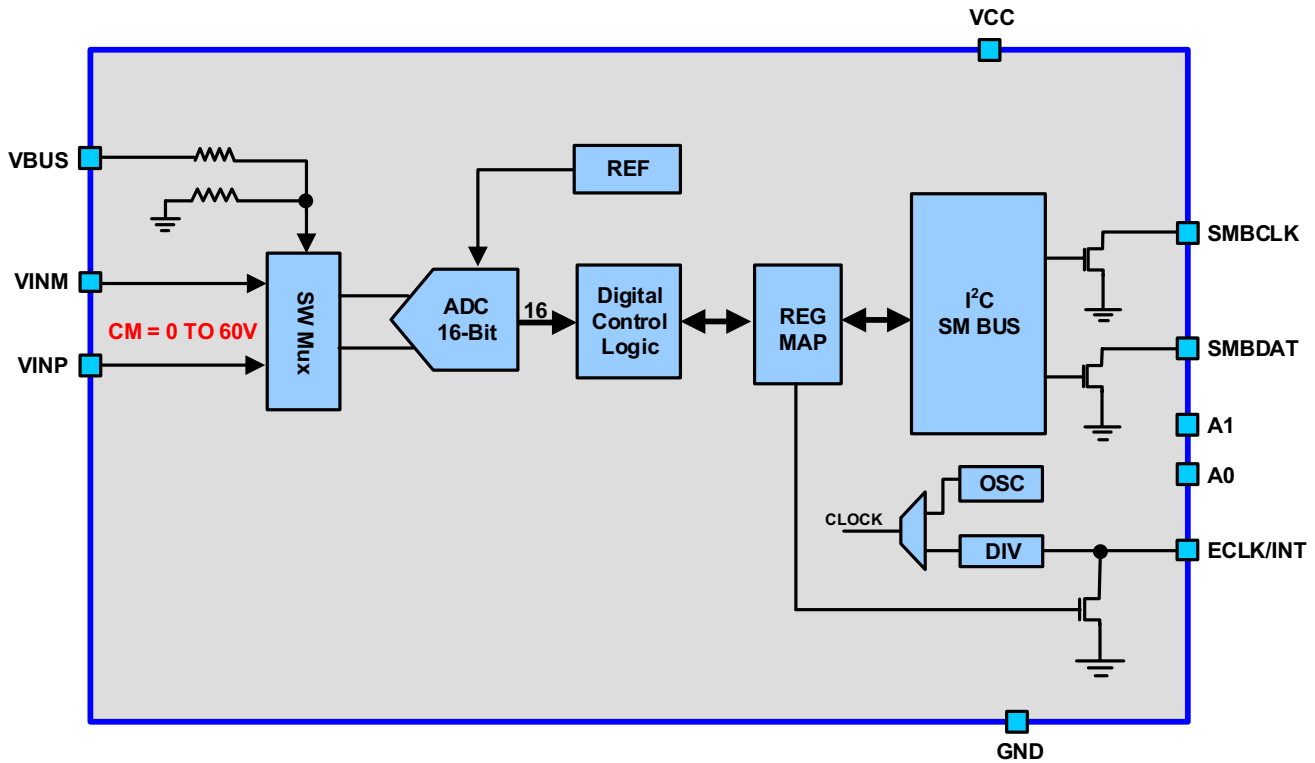 VCC
VBUS
REF
SMBCLK
VINM
SW Mux
ADC
16-Bit
16
Digital
Control
Logic
REG
MAP
I²C
SM BUS
CM = 0 TO 60V
VINP
SMBDAT
A1
A0
OSC
CLOCK
DIV
ECLK/INT
GND